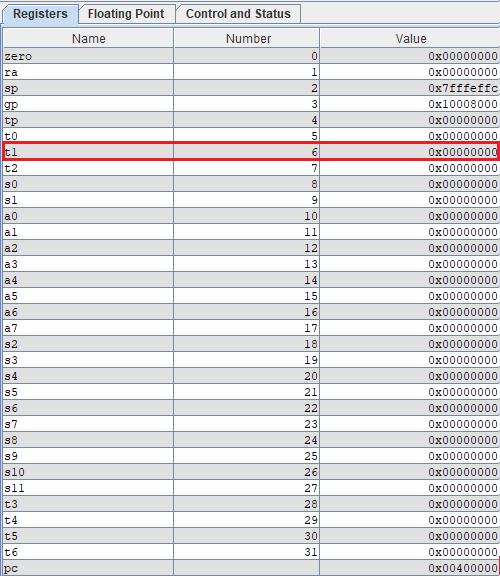 Registers Floating Point Control and Status
Name Number Value
zero 0 0x00000000
ra 1 0x00000000
sp 2 0x7fffeffc
gp 3 0x10008000
tp 4 0x00000000
t0 5 0x00000000
t1 6 0x00000000
t2 7 0x00000000
s0 8 0x00000000
s1 9 0x00000000
a0 10 0x00000000
a1 11 0x00000000
a2 12 0x00000000
a3 13 0x00000000
a4 14 0x00000000
a5 15 0x00000000
a6 16 0x00000000
a7 17 0x00000000
s2 18 0x00000000
s3 19 0x00000000
s4 20 0x00000000
s5 21 0x00000000
s6 22 0x00000000
s7 23 0x00000000
s8 24 0x00000000
s9 25 0x00000000
s10 26 0x00000000
s11 27 0x00000000
t3 28 0x00000000
t4 29 0x00000000
t5 30 0x00000000
t6 31 0x00000000
pc 0x00400000